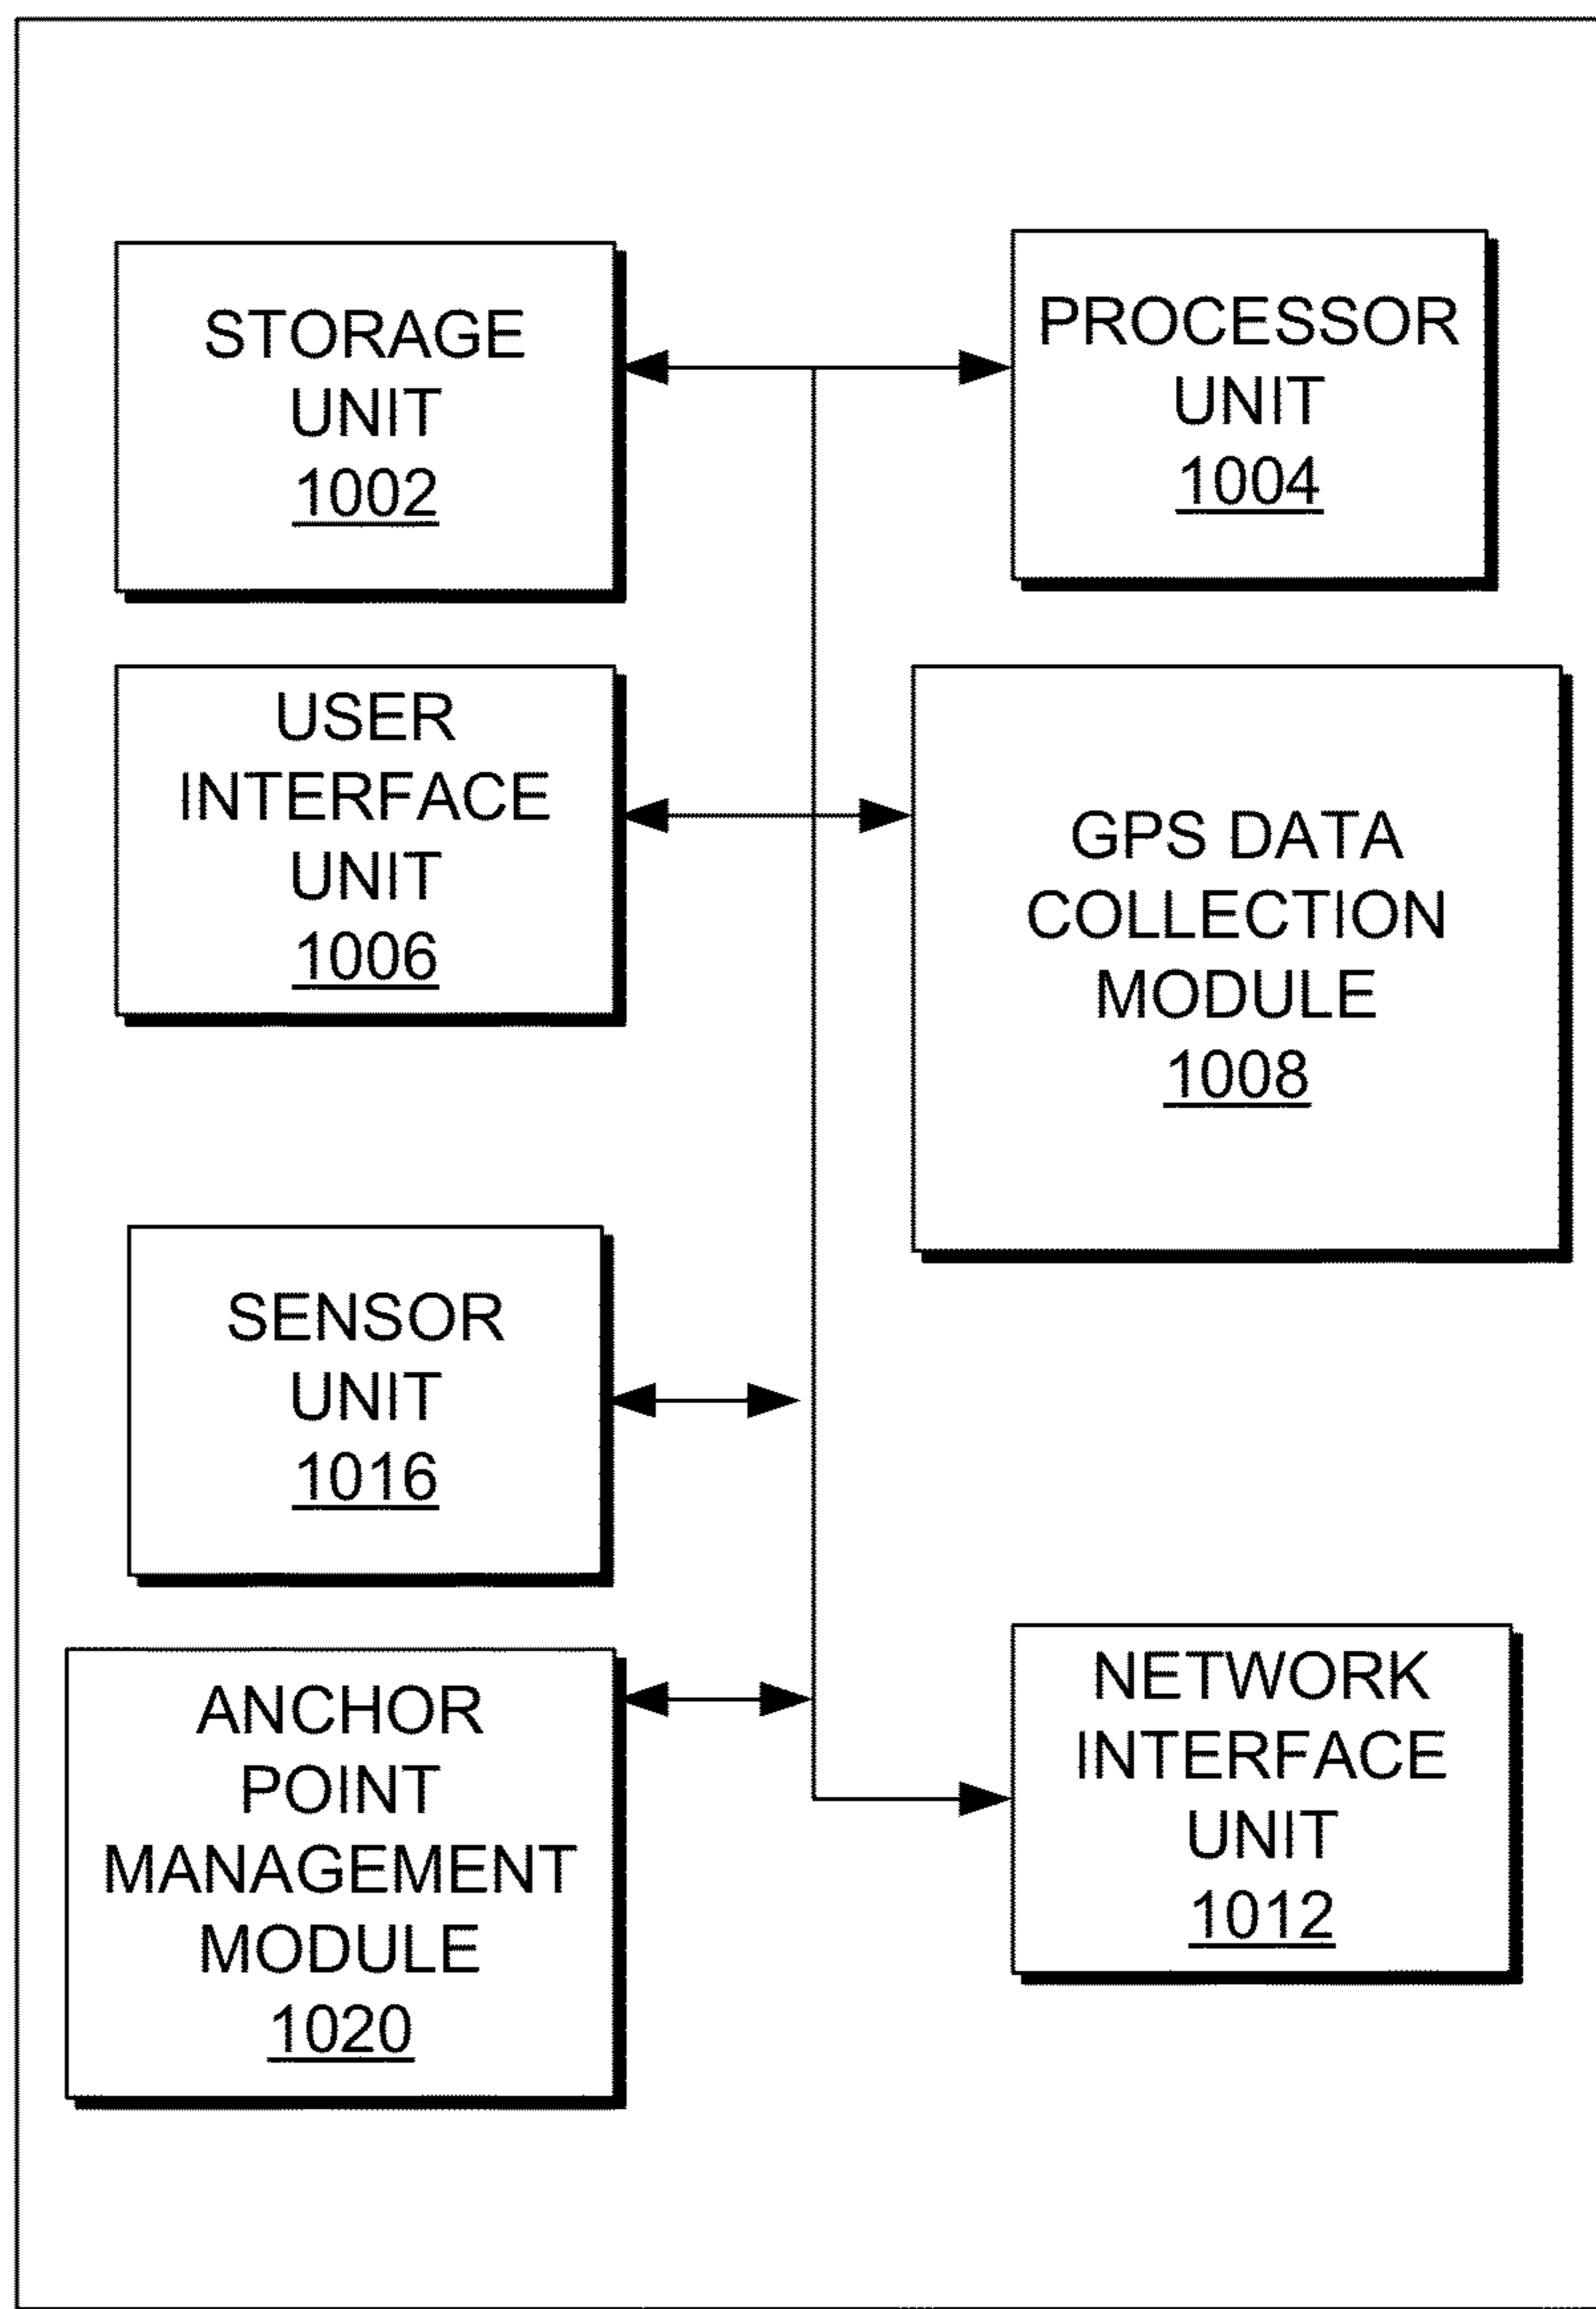 STORAGE
UNIT
1002
PROCESSOR
UNIT
1004
USER
INTERFACE
UNIT
1006
GPS DATA
COLLECTION
MODULE
1008
SENSOR
UNIT
1016
ANCHOR
POINT
MANAGEMENT
MODULE
1020
NETWORK
INTERFACE
UNIT
1012